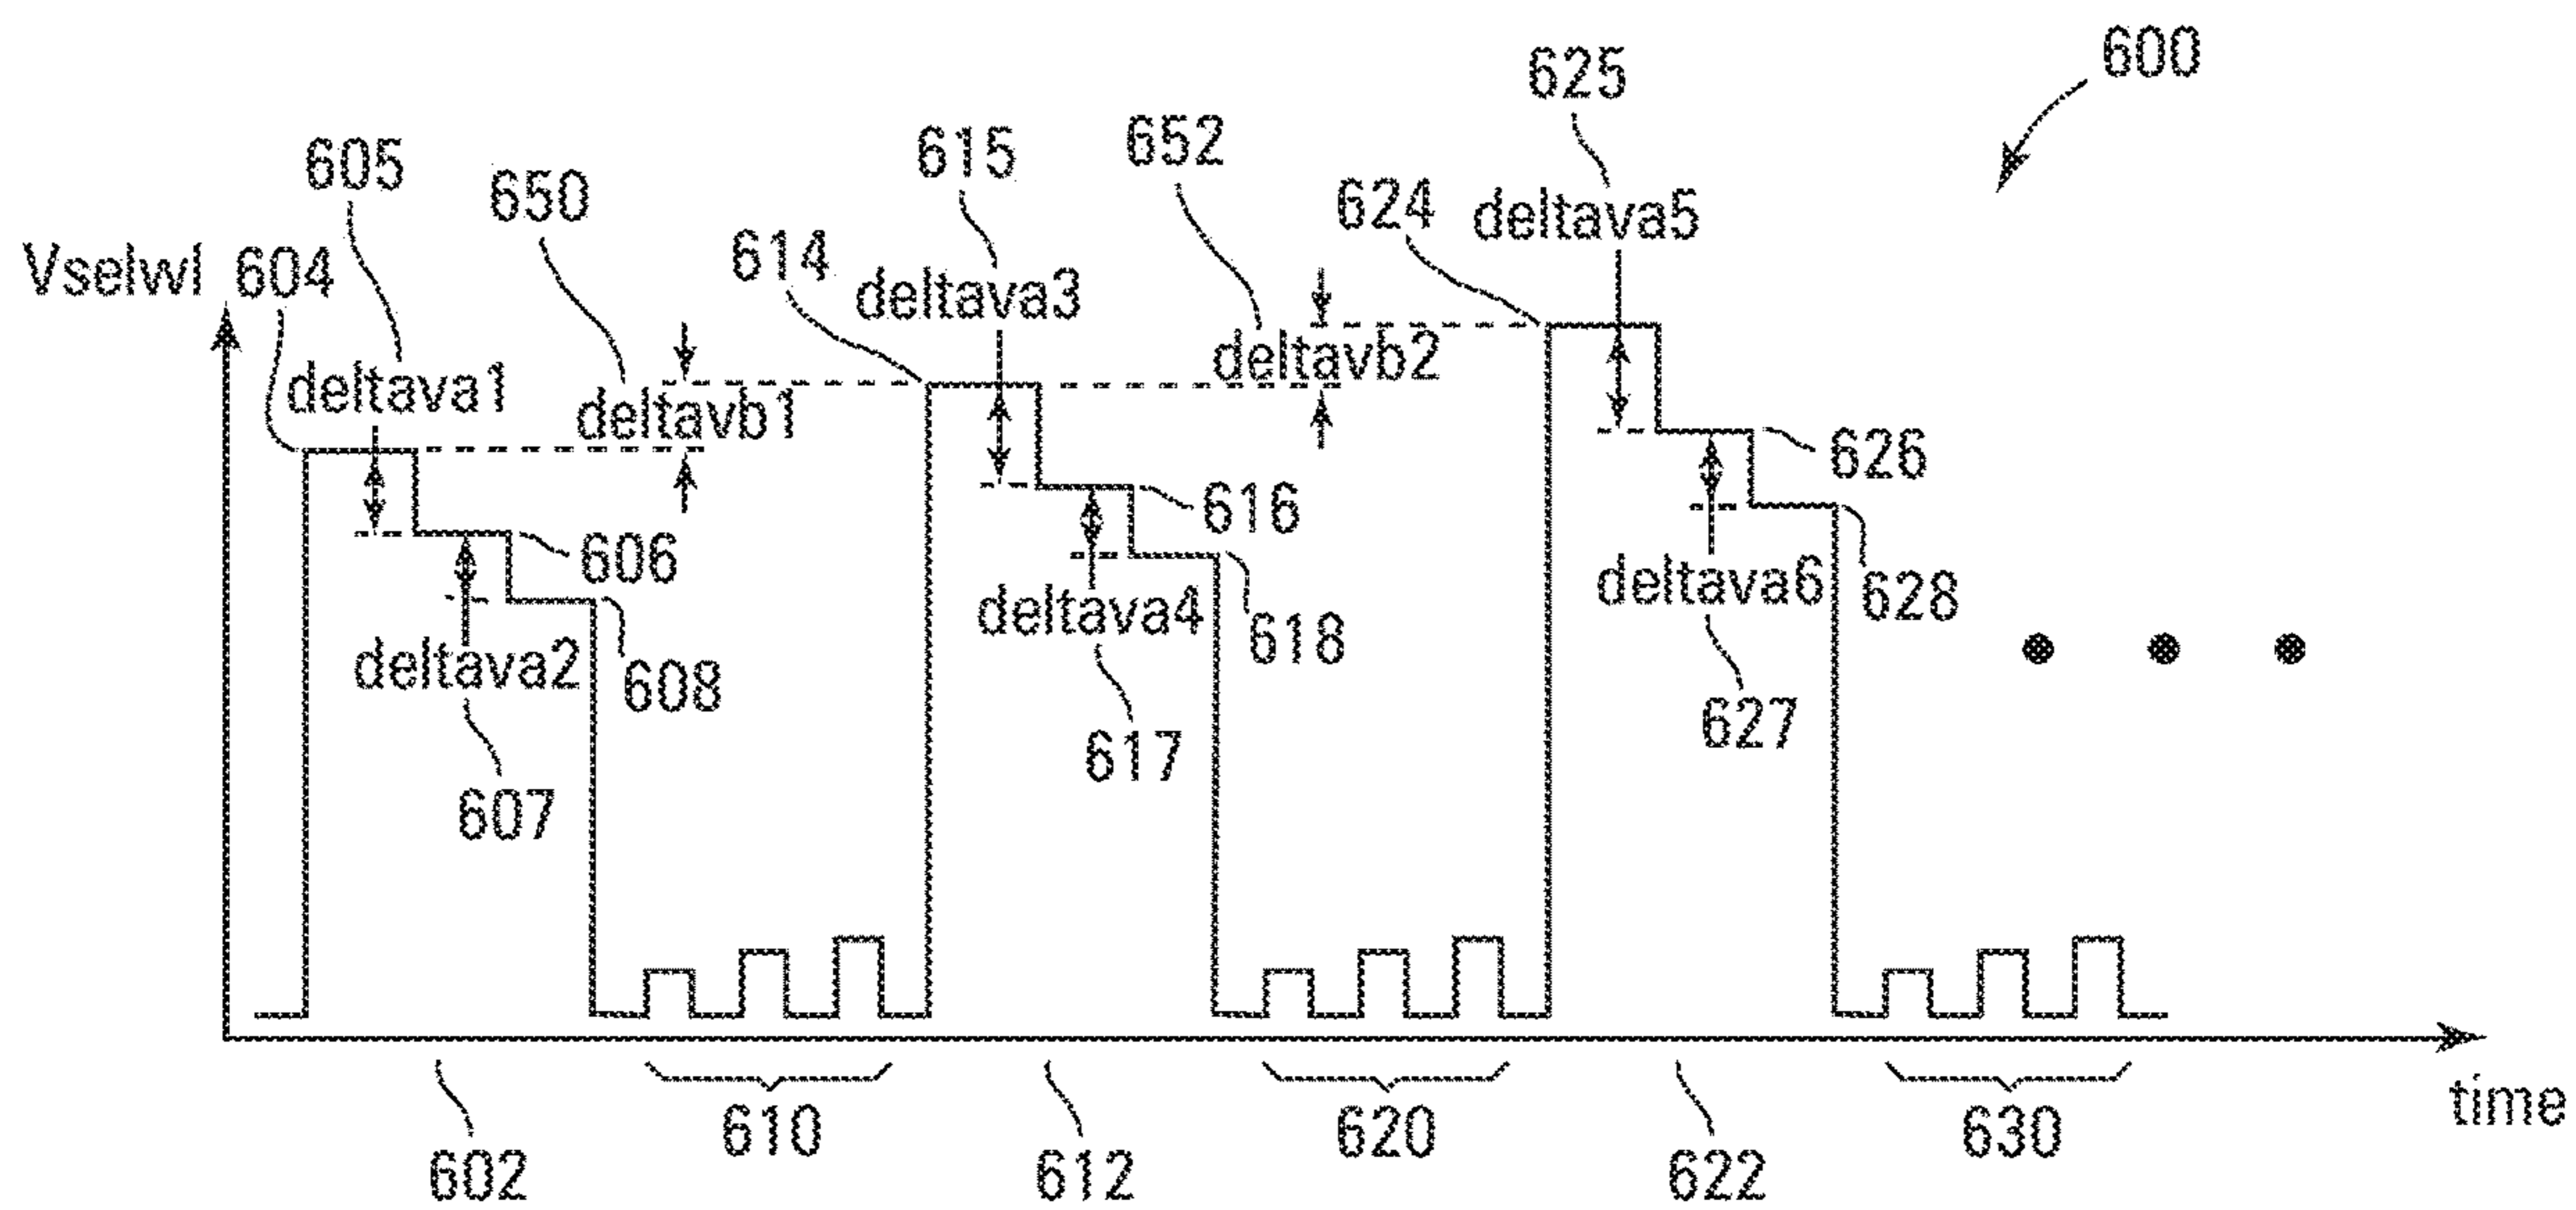 600
625
605
615
652
650
624 deltava5
614
Vselwl 604
deltava3
deltavb2
deltava1
deltavb1
626
616
606
deltava6
628
deltava4
618
deltava2
608
627
617
607
time
610
620
630
602
612
622